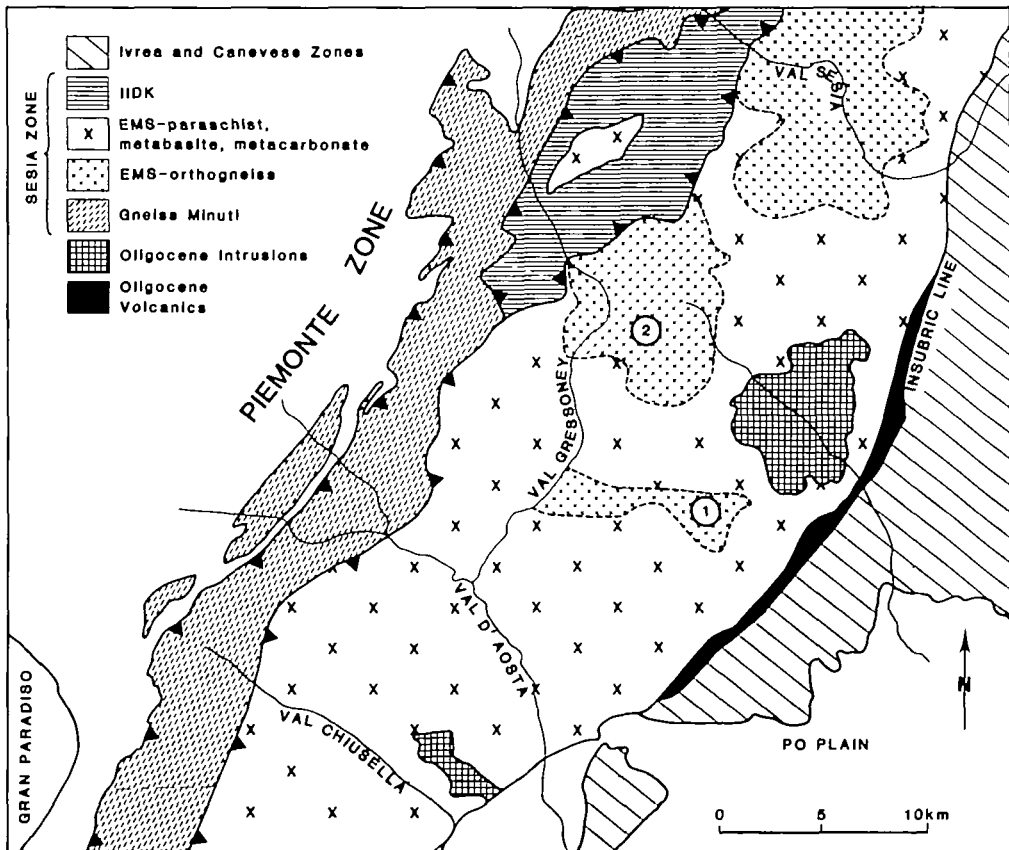 Ivrea and Canevese Zones
SESIA ZONE
IIDK
x EMS-paraschist,
metabasite, metacarbonate
EMS-orthogneiss
Gneiss Minuti
Oligocene Intrusions
Oligocene
Volcanics
PIEMONTE ZONE
VAL SESIA
INSUBRIC LINE
2
VAL GRESSONEY
1
VAL D'AOSTA
VAL CHIUSELLA
GRAN PARADISO
N
PO PLAIN
0 5 10km